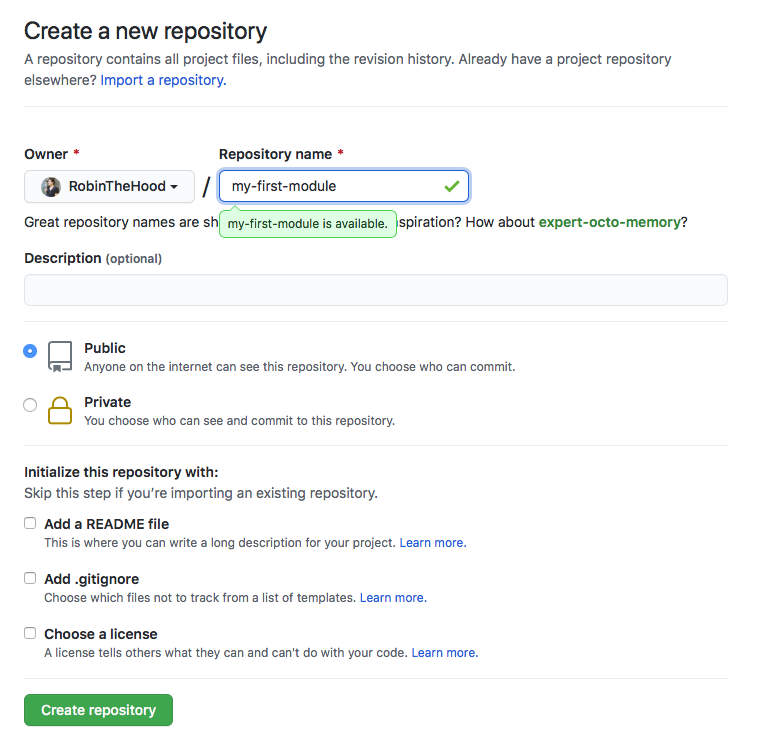 Create a new repository
A repository contains all project files, including the revision history. Already have a project repository
elsewhere? Import a repository.
Owner *
Repository name *
RobinTheHood
/
my-first-module
Great repository names are sh
my-first-module is available.
spiration? How about expert-octo-memory?
Description (optional)
Public
Anyone on the internet can see this repository. You choose who can commit.
Private
You choose who can see and commit to this repository.
Initialize this repository with:
Skip this step if you’re importing an existing repository.
Add a README file
This is where you can write a long description for your project. Learn more.
Add .gitignore
Choose which files not to track from a list of templates. Learn more.
Choose a license
A license tells others what they can and can't do with your code. Learn more.
Create repository